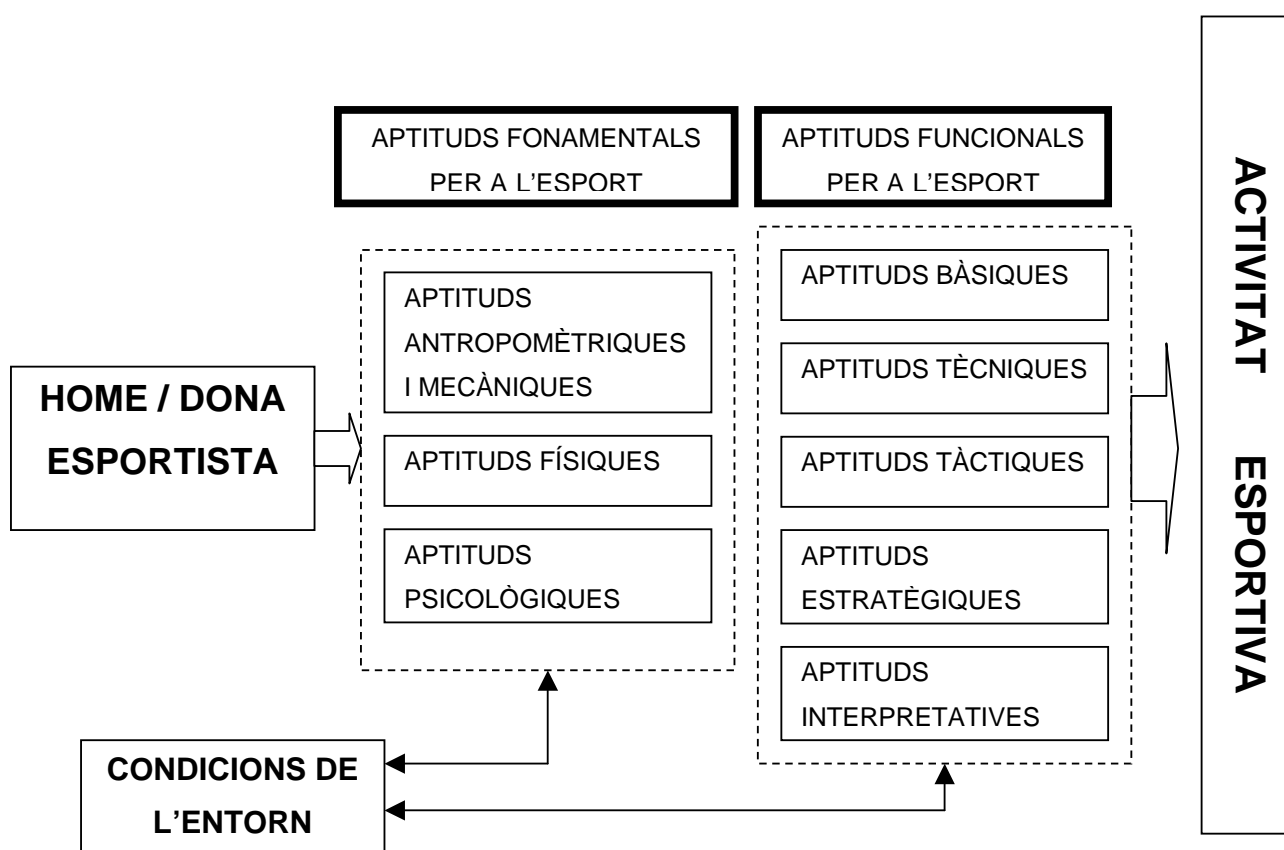 APTITUDS FONAMENTALS
PER A L'ESPORT
APTITUDS FUNCIONALS
PER A L'ESPORT
HOME / DONA
ESPORTISTA
APTITUDS
ANTROPOMÈTRIQUES
I MECÀNIQUES
APTITUDS FÍSIQUES
APTITUDS
PSICOLÒGIQUES
APTITUDS BÀSIQUES
APTITUDS TÈCNIQUES
APTITUDS TÀCTIQUES
APTITUDS
ESTRATÈGIQUES
APTITUDS
INTERPRETATIVES
CONDICIONS DE
L'ENTORN
ACTIVITAT ESPORTIVA